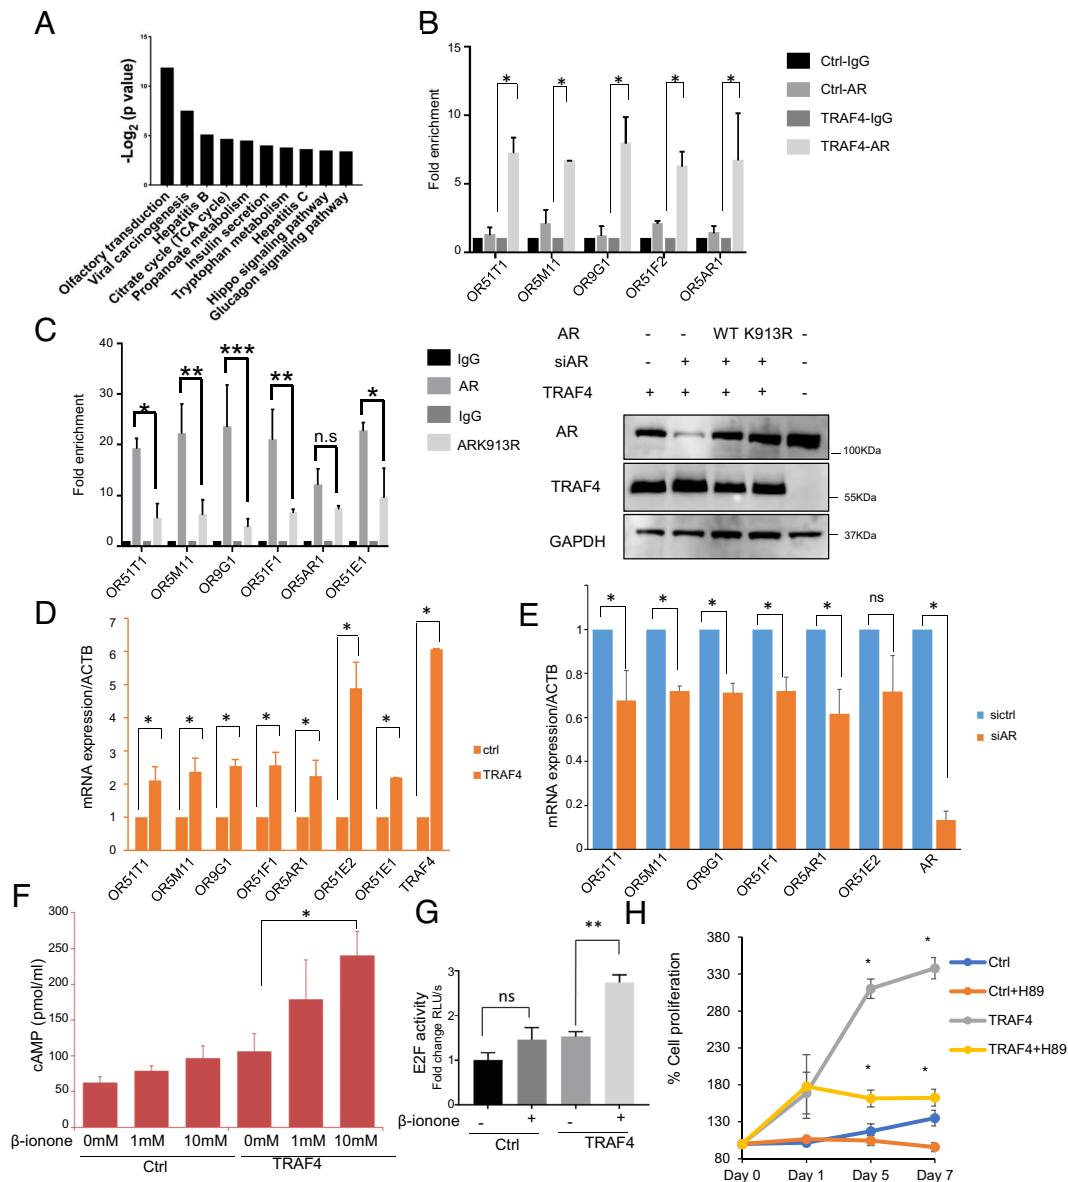 A
15
10
5
0
-Log2 (p value)
Olfactory transduction
Viral carcinogenesis
Hepatitis B
Citrate cycle (TCA cycle)
Propanoate metabolism
Insulin secretion
Tryptophan metabolism
Hepatitis C
Hippo signaling pathway
Glucagon signaling pathway
B
15
10
5
0
Fold enrichment
* * * * *
OR51T1
OR5M11
OR9G1
OR51F2
OR5AR1
Ctrl-IgG
Ctrl-AR
TRAF4-IgG
TRAF4-AR
C
40
30
20
10
0
Fold enrichment
* ** *** ** n.s *
OR51T1
OR5M11
OR9G1
OR51F1
OR5AR1
OR51E1
IgG
AR
IgG
ARK913R
AR - - WT K913R -
siAR - + + + -
TRAF4 + + + + -
AR
100KDa
TRAF4
55KDa
GAPDH
37KDa
D
7
6
5
4
3
2
1
0
mRNA expression/ACTB
* * * * * * * *
OR51T1
OR5M11
OR9G1
OR51F1
OR5AR1
OR51E2
OR51E1
TRAF4
ctrl
TRAF4
E
1
0.8
0.6
0.4
0.2
0
mRNA expression/ACTB
* * * * * ns *
OR51T1
OR5M11
OR9G1
OR51F1
OR5AR1
OR51E2
AR
sictrl
siAR
F
300
250
200
150
100
50
0
cAMP (pmol/ml)
*
β-ionone 0mM 1mM 10mM 0mM 1mM 10mM
Ctrl TRAF4
G
3
2
1
0
E2F activity
Fold change RLU/s
ns **
β-ionone - + - +
Ctrl TRAF4
H
380
330
280
230
180
130
80
% Cell proliferation
* *
* *
Day 0 Day 1 Day 5 Day 7
Ctrl
Ctrl+H89
TRAF4
TRAF4+H89